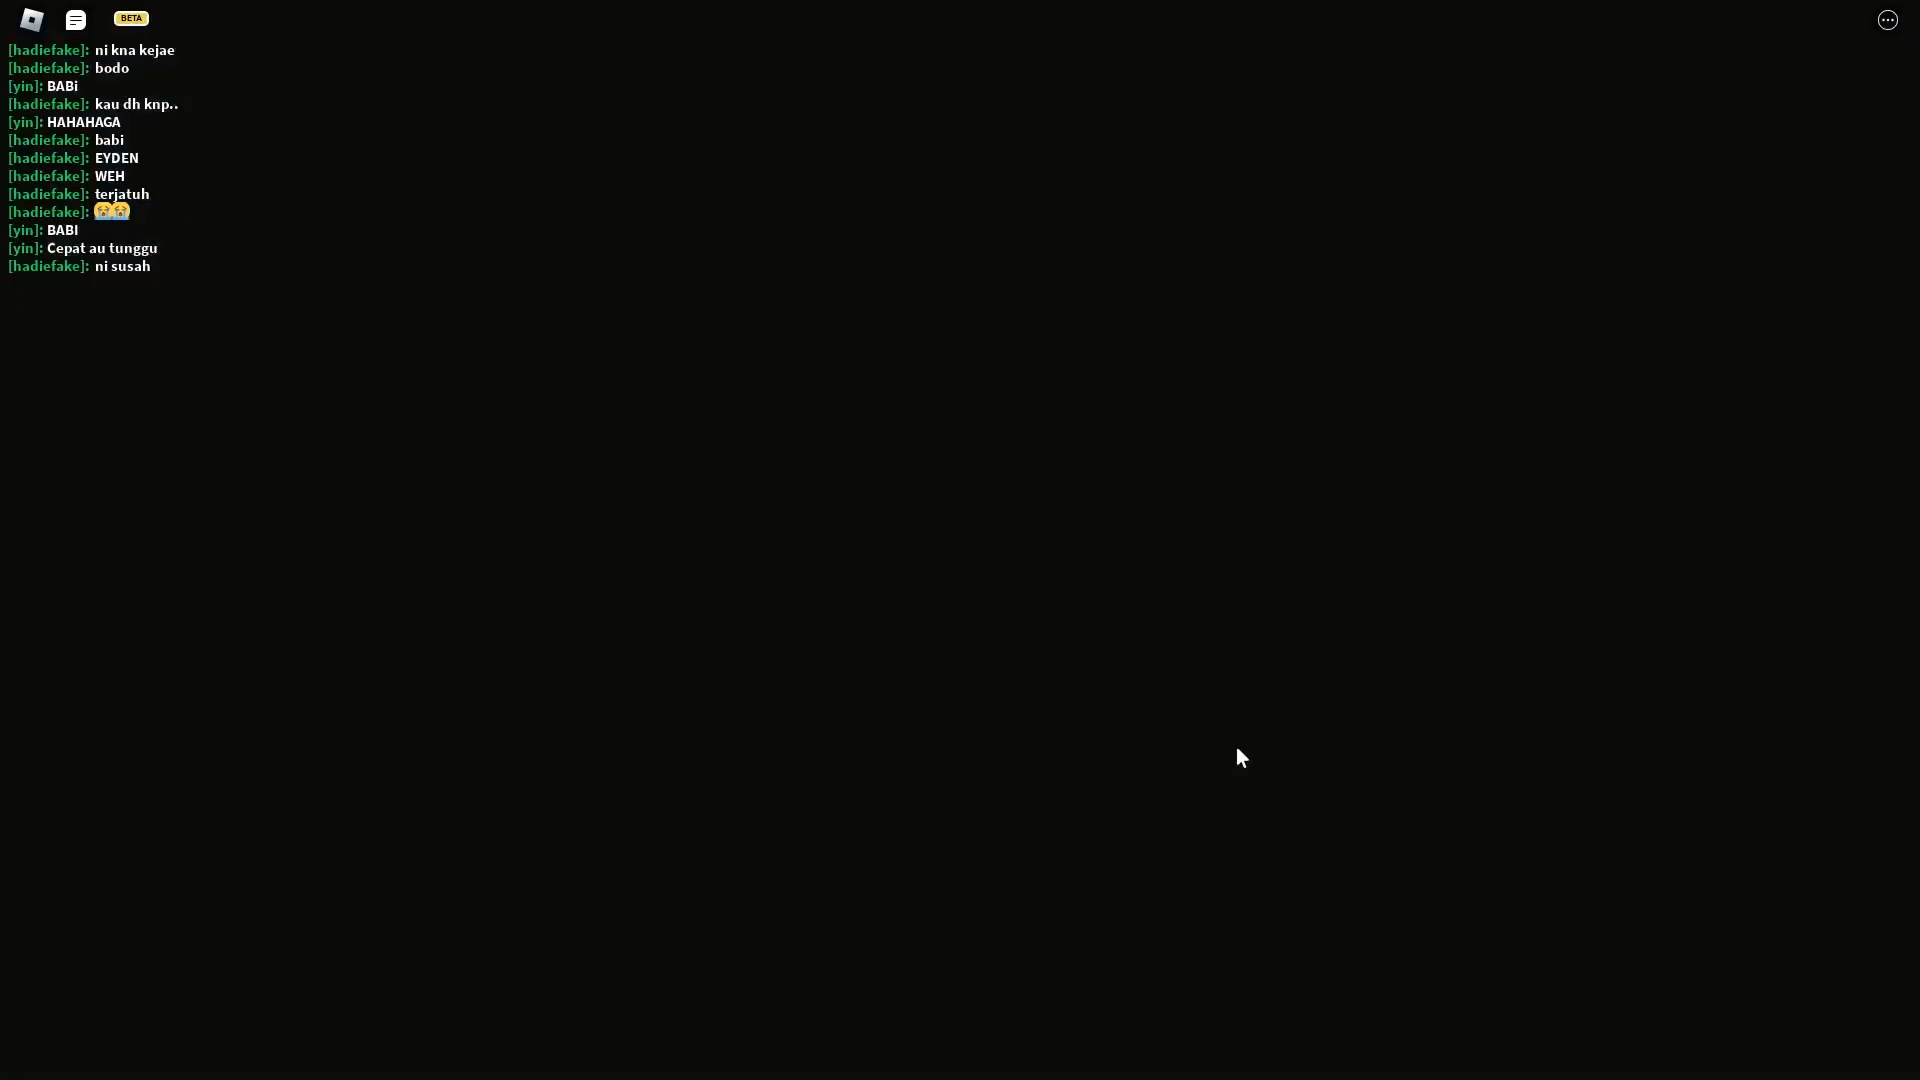 BETA
[hadiefake]: ni kna kejae
[hadiefake]: bodo
[yin]: BABi
[hadiefake]: kau dh knp..
[yin]: HAHAHAGA
[hadiefake]: babi
[hadiefake]: EYDEN
[hadiefake]: WEH
[hadiefake]: terjatuh
[hadiefake]: 😭😭
[yin]: BABI
[yin]: Cepat au tunggu
[hadiefake]: ni susah